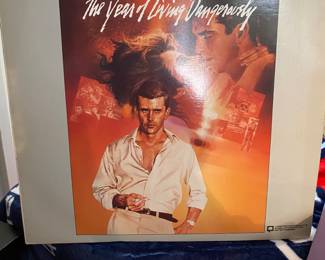 The Year of Living Dangerously